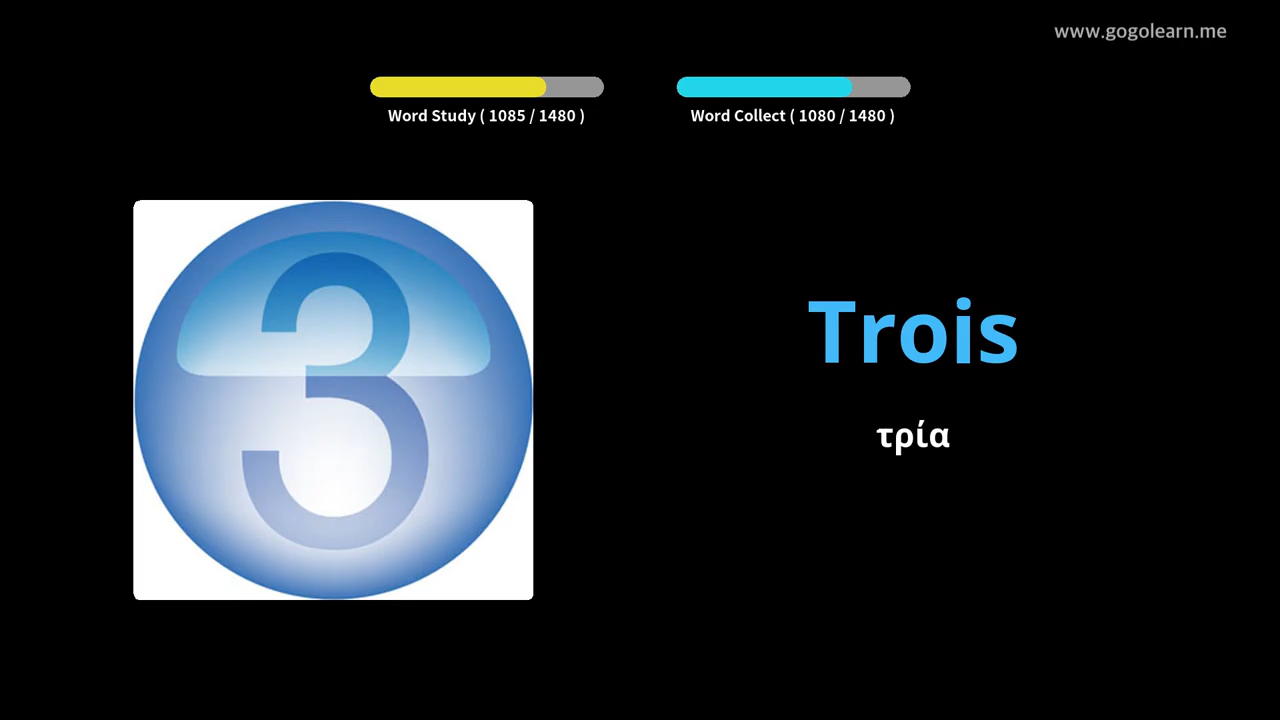 www.gogolearn.me
Word Study ( 1085 / 1480 )
Word Collect ( 1080 / 1480 )
3
Trois
τρία